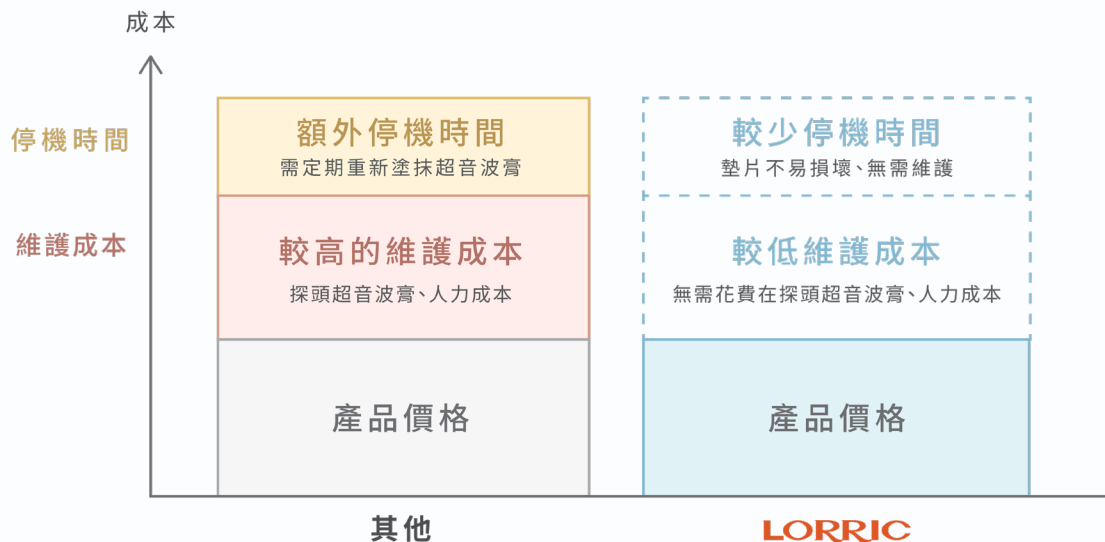 成本
停機時間
額外停機時間
需定期重新塗抹超音波膏
較少停機時間
墊片不易損壞、無需維護
維護成本
較高的維護成本
探頭超音波膏、人力成本
較低維護成本
無需花費在探頭超音波膏、人力成本
產品價格
產品價格
其他
LORRIC